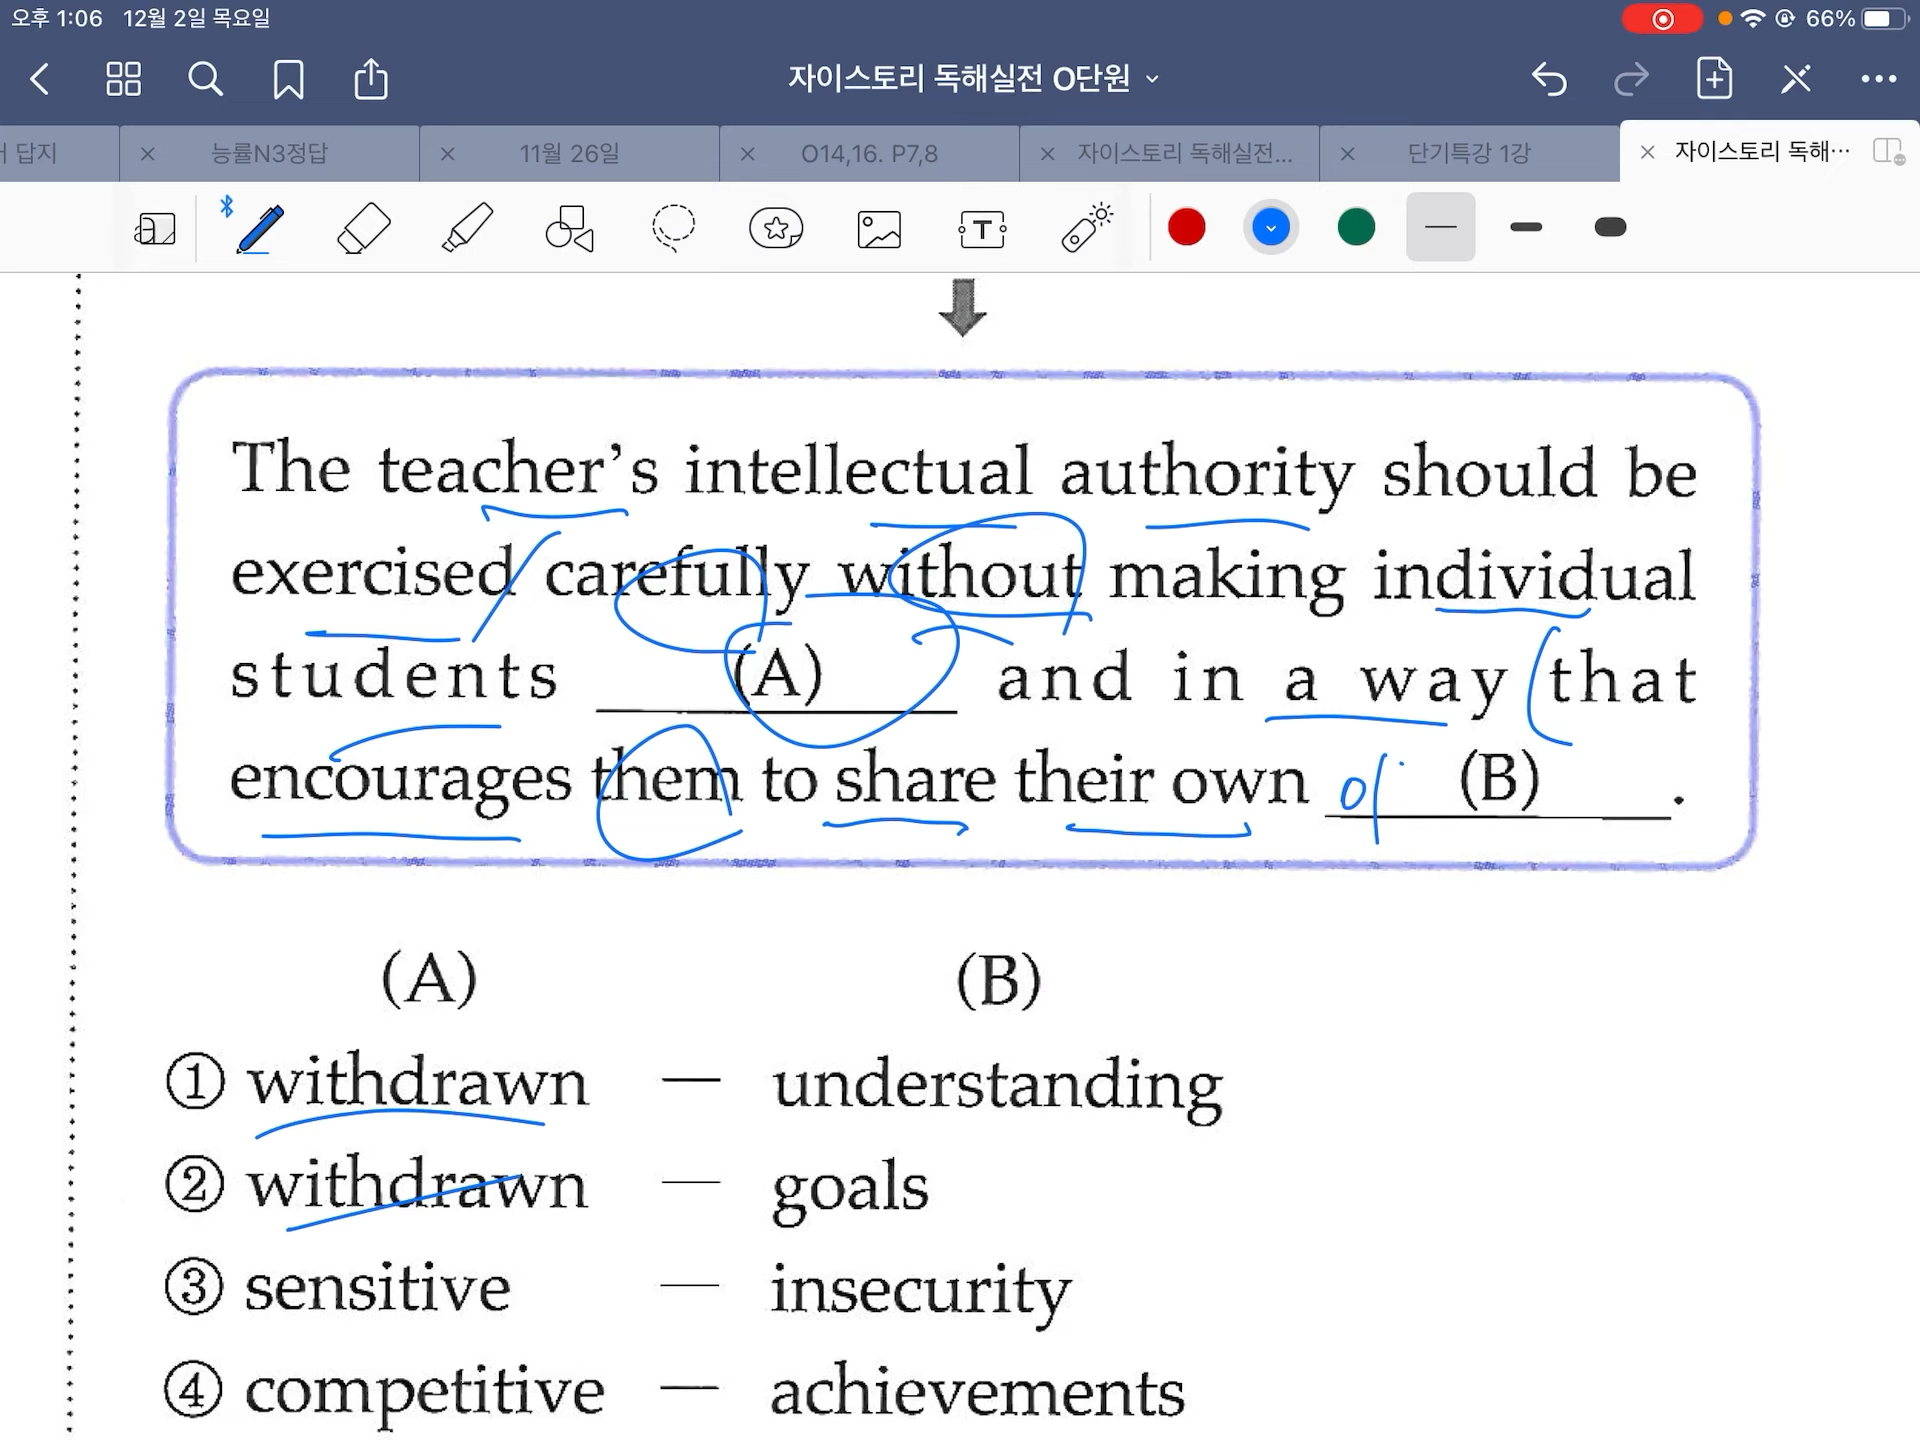 오후 1:06 12월 2일 목요일 66%
자이스토리 독해실전 O단원
답지 능률N3정답 11월 26일 O14,16. P7,8 자이스토리 독해실전... 단기특강 1강 자이스토리 독해...
The teacher's intellectual authority should be
exercised carefully without making individual
students (A) and in a way that
encourages them to share their own (B) .
(A) (B)
① withdrawn — understanding
② withdrawn — goals
③ sensitive — insecurity
④ competitive — achievements